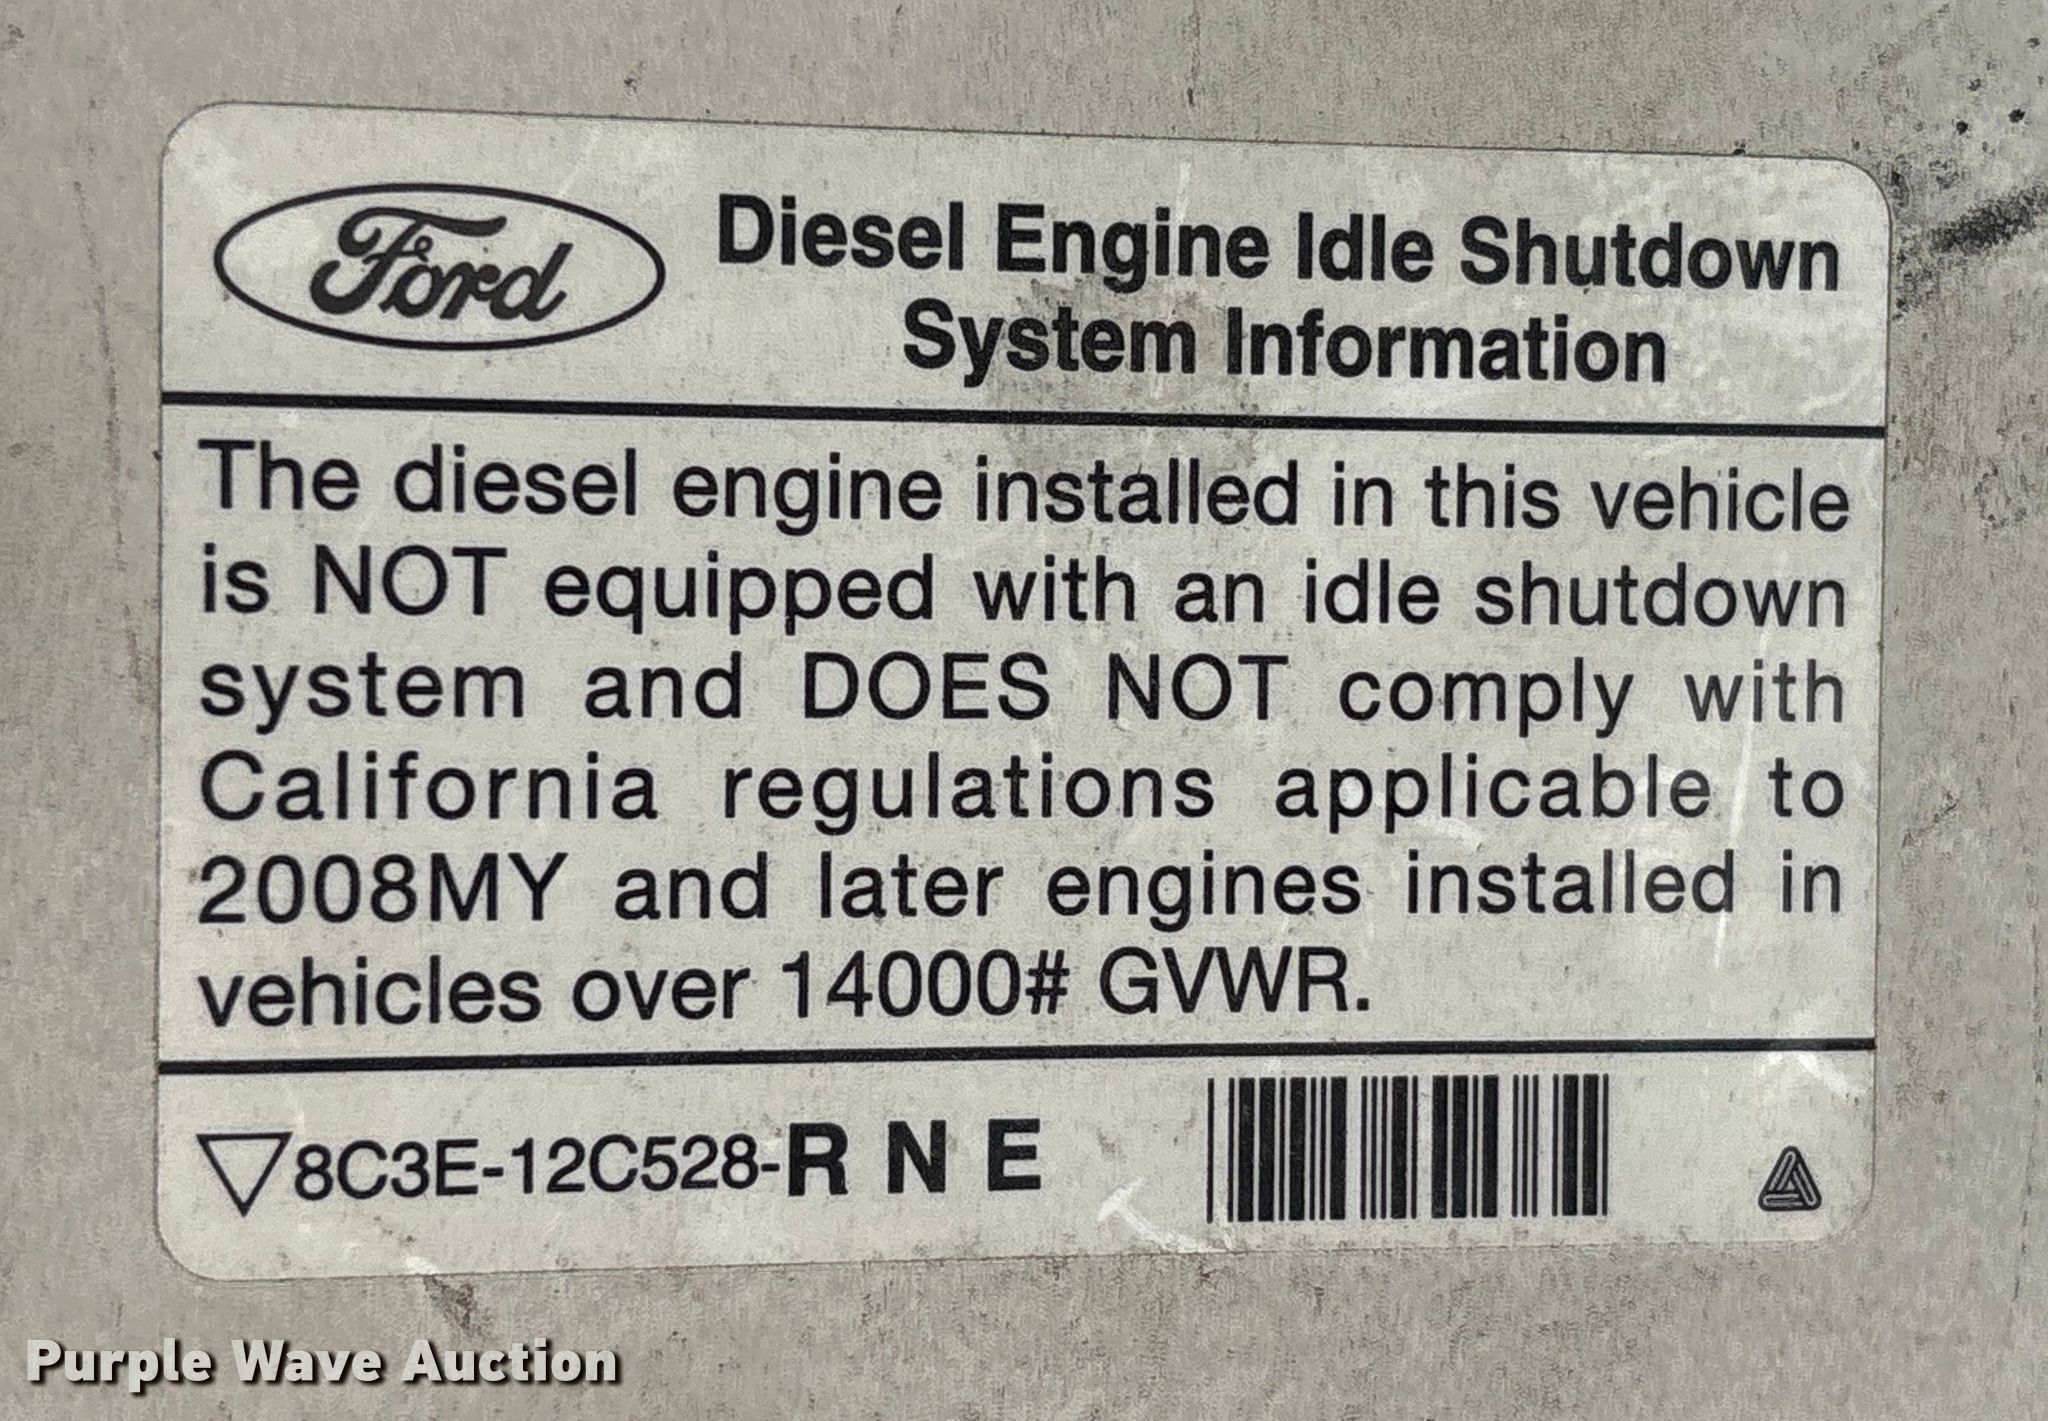 Ford
Diesel Engine Idle Shutdown
System Information
The diesel engine installed in this vehicle
is NOT equipped with an idle shutdown
system and DOES NOT comply with
California regulations applicable to
2008MY and later engines installed in
vehicles over 14000# GVWR.
8C3E-12C528-R N E
Purple Wave Auction